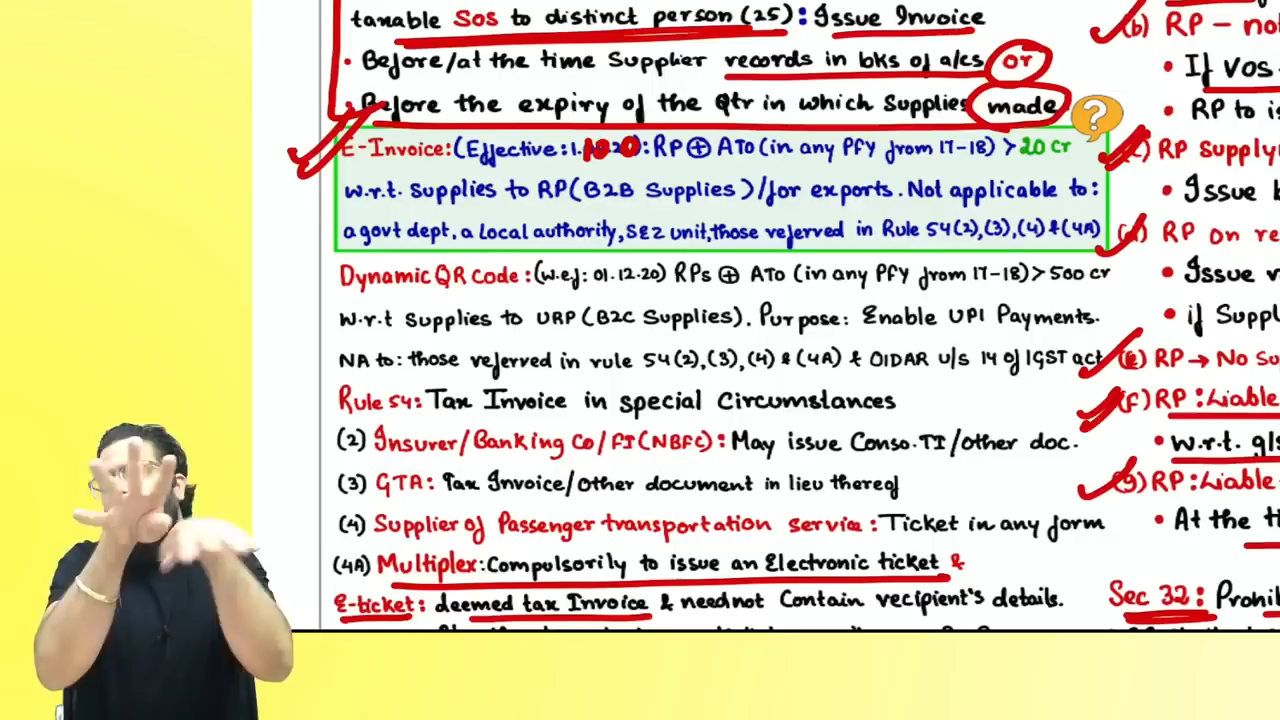 taxable SOS to distinct person (25) : Issue Invoice
• Before/at the time Supplier records in bks of a/cs or
• Before the expiry of the Qtr in which Supplies made
?
E-Invoice: (Effective: RP ⊕ ATO (in any PFY from 17-18) > 20 cr
w.r.t. supplies to RP (B2B Supplies)/for exports. Not applicable to:
a govt dept, a Local authority, SEZ unit, those referred in Rule 54(2),(3),(4) & (4A)
Dynamic QR Code : (w.e.f: 01.12.20) RPs ⊕ ATO (in any PFY from 17-18) > 500 cr
w.r.t supplies to URP (B2C Supplies). Purpose: Enable UPI Payments.
NA to: those referred in rule 54(2),(3),(4) & (4A) & OIDAR u/s 14 of IGST act
Rule 54: Tax Invoice in special Circumstances
(2) Insurer/Banking Co/FI (NBFC) : May issue Conso. TI/other doc.
(3) GTA: Tax Invoice/Other document in lieu thereof
(4) Supplier of Passenger transportation service : Ticket in any form
(4A) Multiplex: Compulsorily to issue an Electronic ticket &
E-ticket : deemed tax Invoice & neednot Contain recipient's details.
(b) RP - no
• If VOS
• RP to is
RP Supplyi
• Issue b
(d) RP on re
• Issue
• if Suppl
(e) RP → No Su
(f) RP : Liable
• w.r.t. g/s
(g) RP : Liable
• At the ti
Sec 32 : Prohi